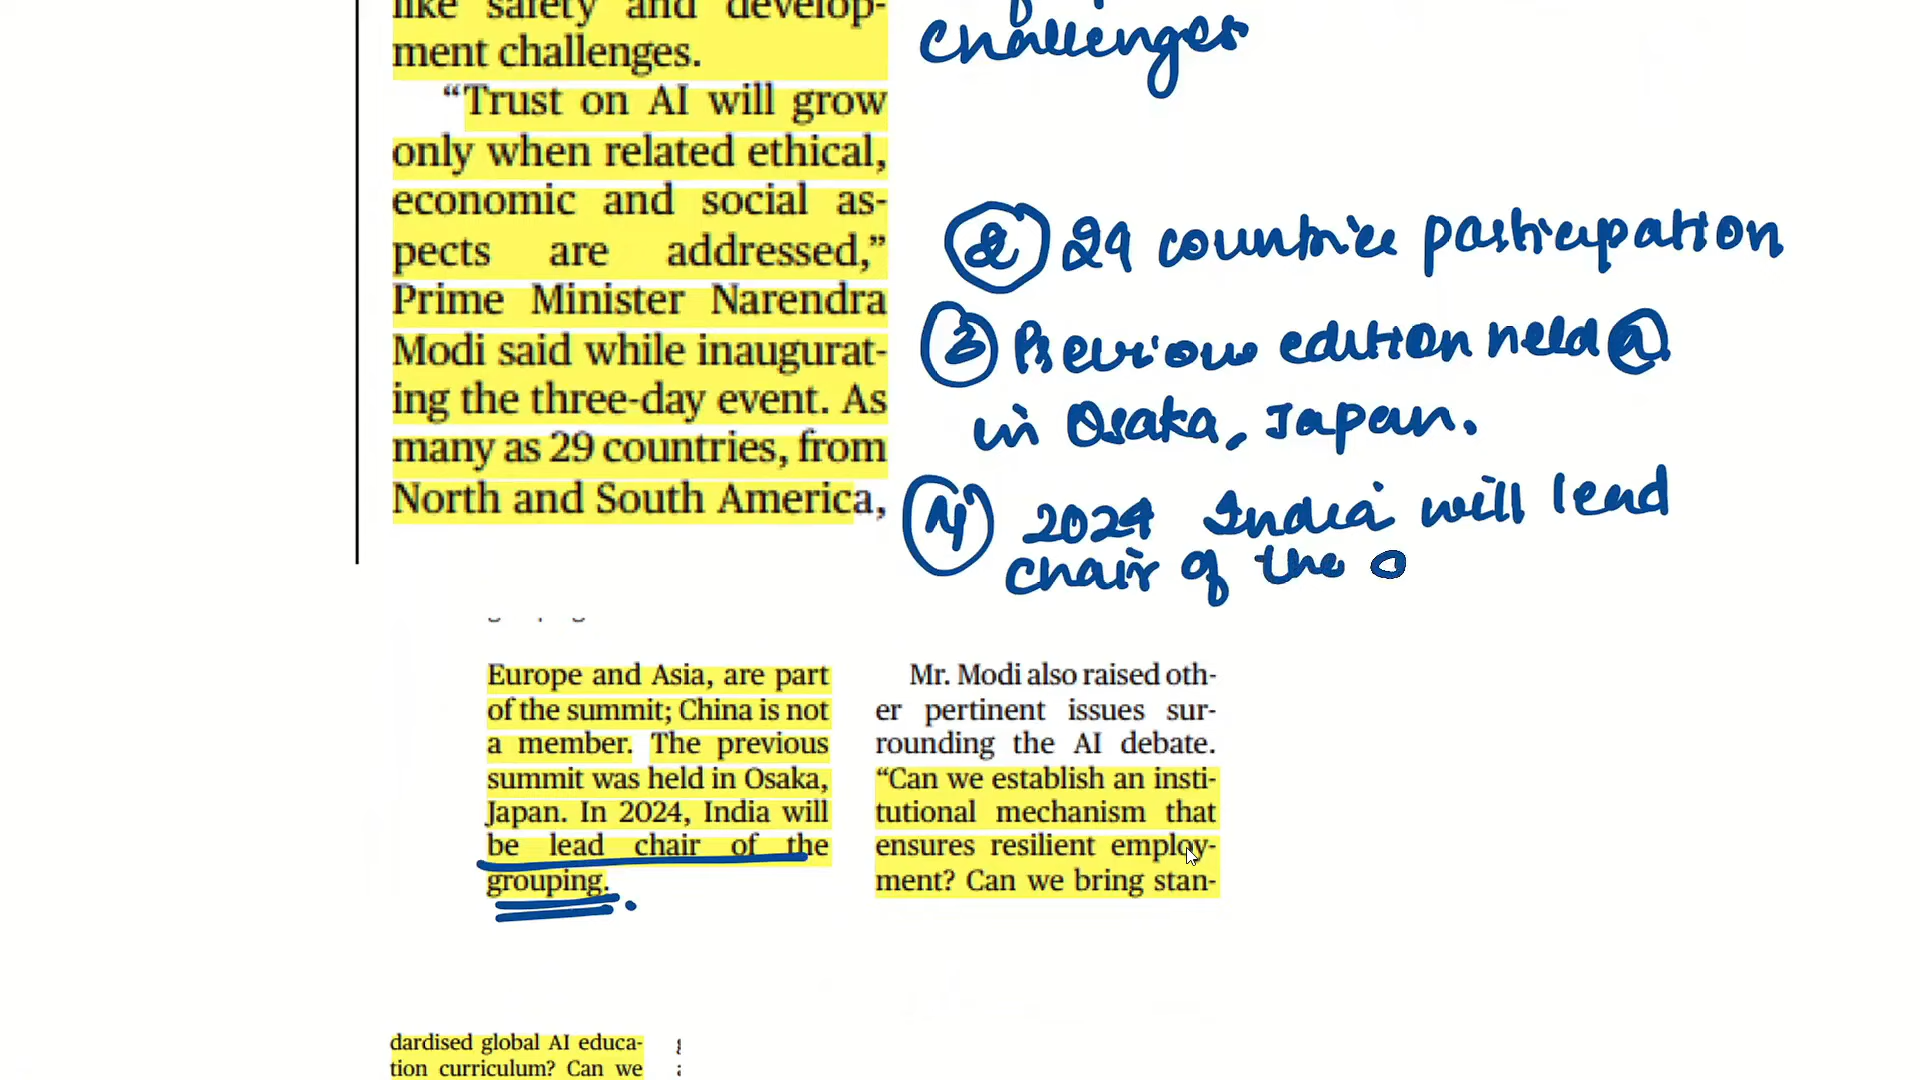 like safety and develop-
ment challenges.
“Trust on AI will grow
only when related ethical,
economic and social as-
pects are addressed,”
Prime Minister Narendra
Modi said while inaugurat-
ing the three-day event. As
many as 29 countries, from
North and South America,
challenges
2 29 countries participation
3 Previous edition held @
in Osaka, Japan.
4 2024 India will lead
chair of the
Europe and Asia, are part
of the summit; China is not
a member. The previous
summit was held in Osaka,
Japan. In 2024, India will
be lead chair of the
grouping.
Mr. Modi also raised oth-
er pertinent issues sur-
rounding the AI debate.
“Can we establish an insti-
tutional mechanism that
ensures resilient employ-
ment? Can we bring stan-
dardised global AI educa-
tion curriculum? Can we